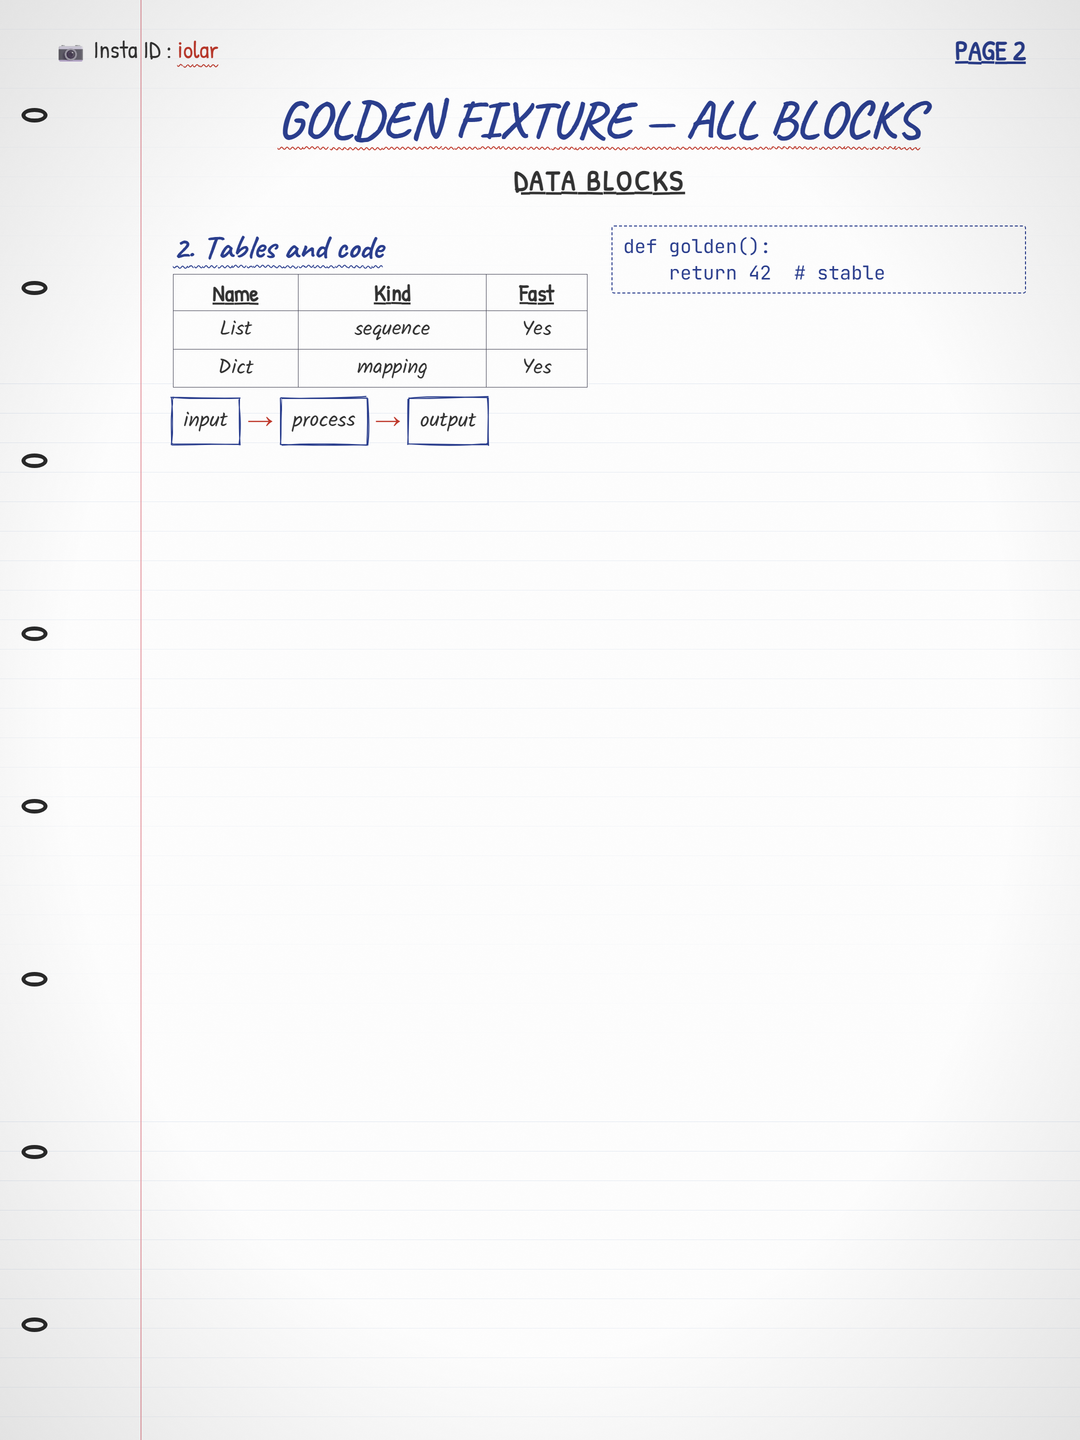 Insta ID : iolar
PAGE 2
GOLDEN FIXTURE – ALL BLOCKS
DATA BLOCKS
2. Tables and code
Name Kind Fast
List sequence Yes
Dict mapping Yes
input → process → output
def golden():
    return 42  # stable